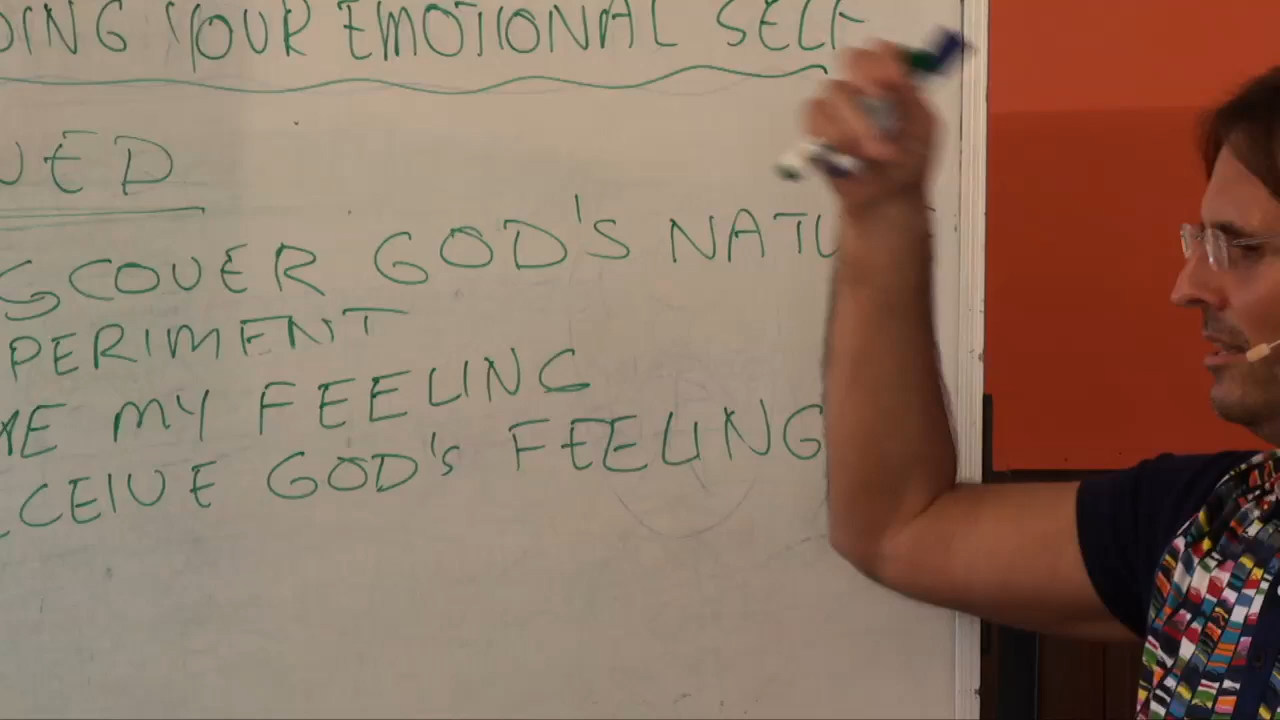 DING YOUR EMOTIONAL SELF
UED
SCOVER GOD'S NATU
PERIMENT
ME MY FEELING
CEIVE GOD's FEELING